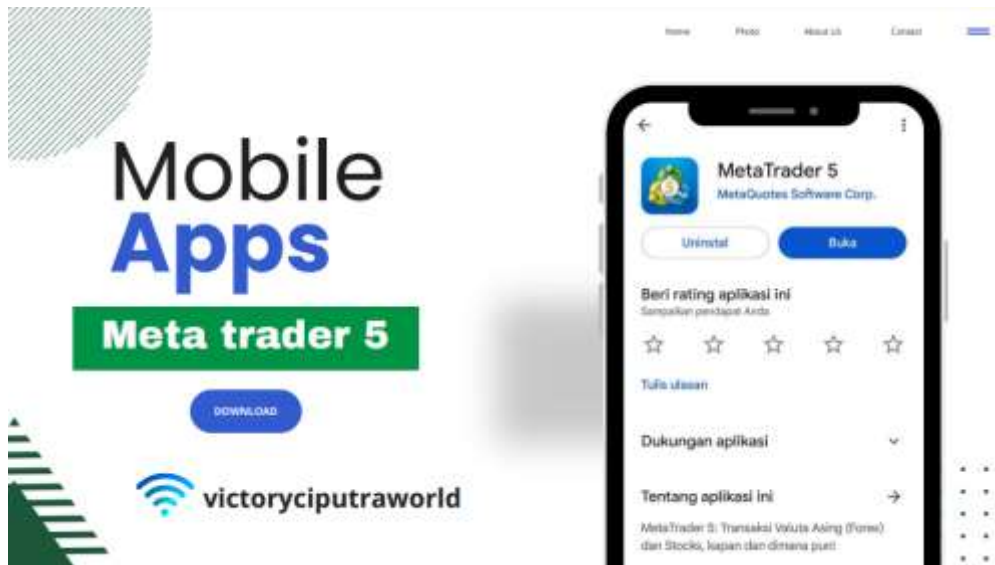 Home Photo About Us Contact
Mobile
Apps
Meta trader 5
DOWNLOAD
victoryciputraworld
MetaTrader 5
MetaQuotes Software Corp.
Uninstal
Buka
Beri rating aplikasi ini
Sampaikan pendapat Anda
Tulis ulasan
Dukungan aplikasi
Tentang aplikasi ini
MetaTrader 5: Transaksi Valuta Asing (Forex)
dan Stocks, kapan dan dimana pun!